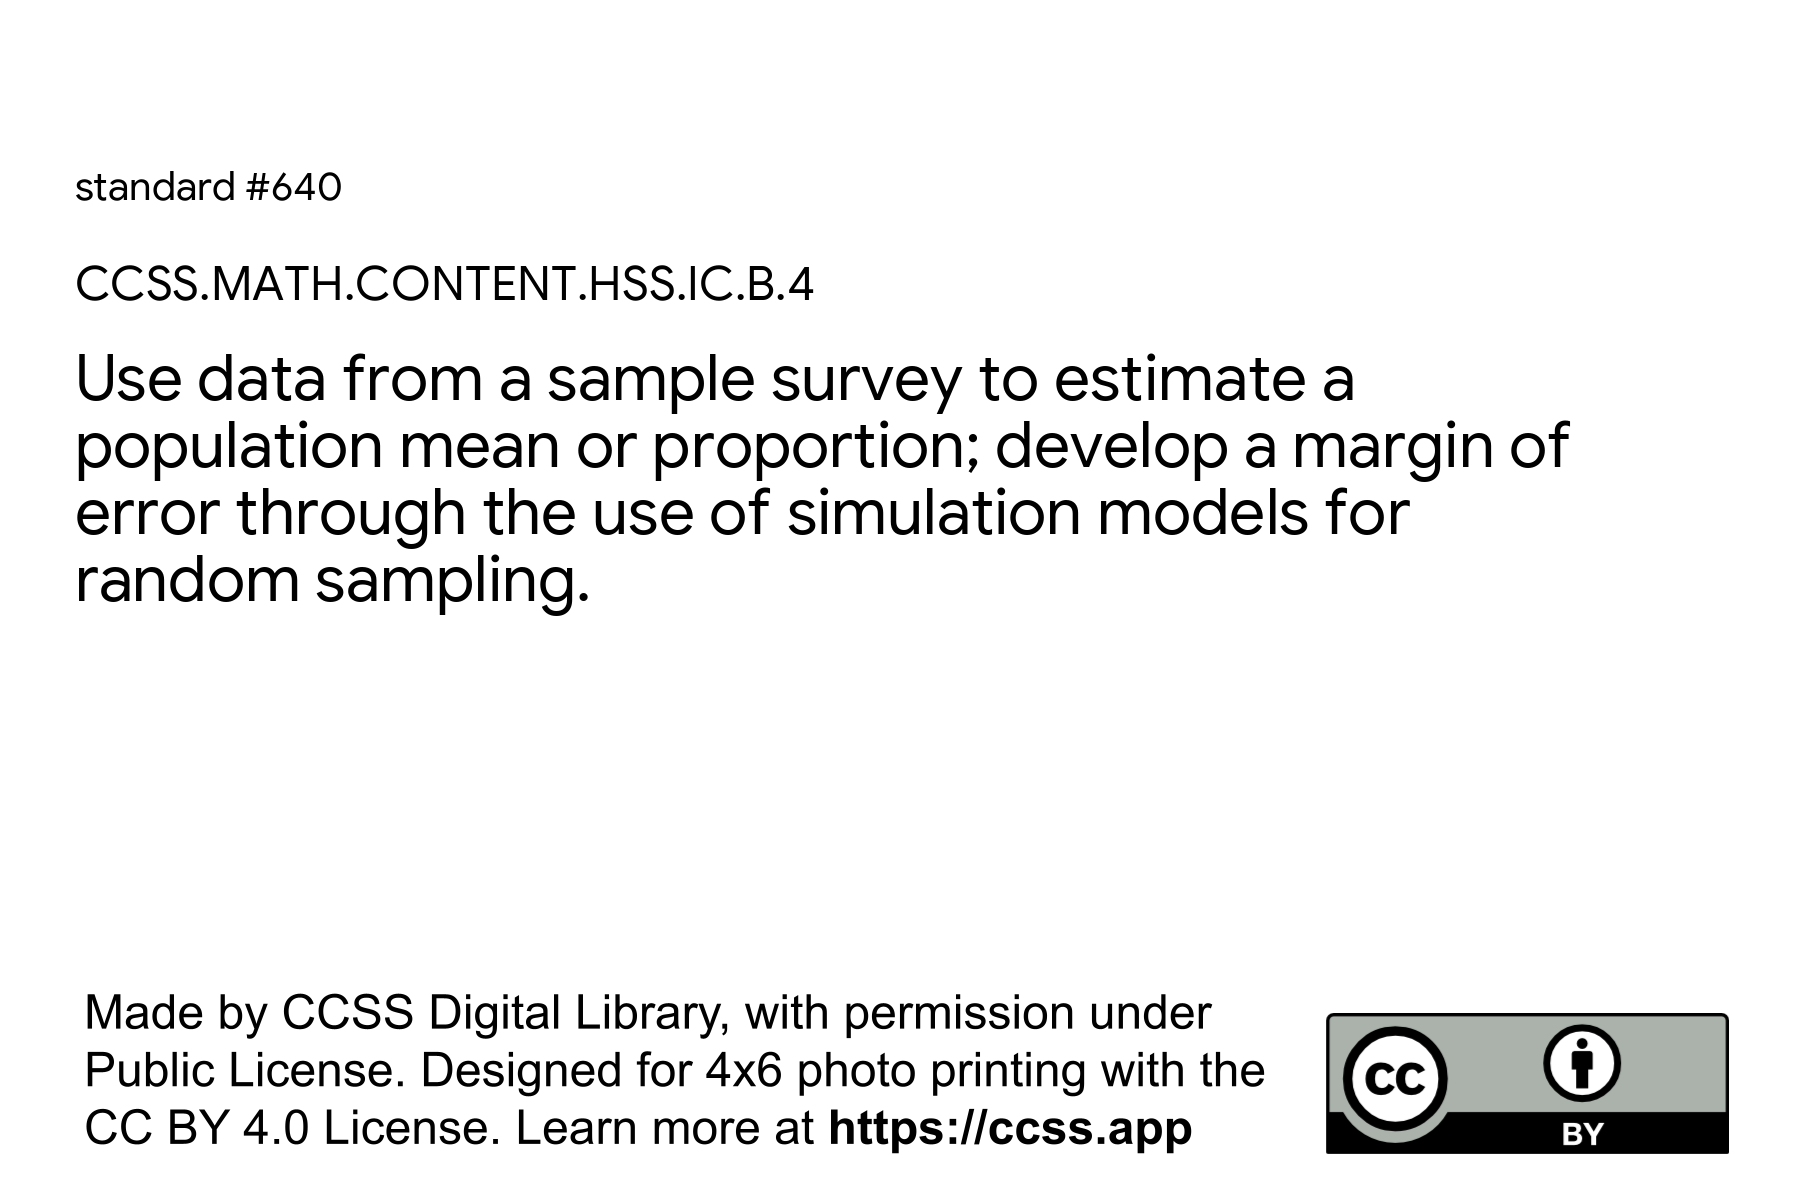 standard #640
CCSS.MATH.CONTENT.HSS.IC.B.4
Use data from a sample survey to estimate a
population mean or proportion; develop a margin of
error through the use of simulation models for
random sampling.
Made by CCSS Digital Library, with permission under
Public License. Designed for 4x6 photo printing with the
CC BY 4.0 License. Learn more at https://ccss.app
CC
BY